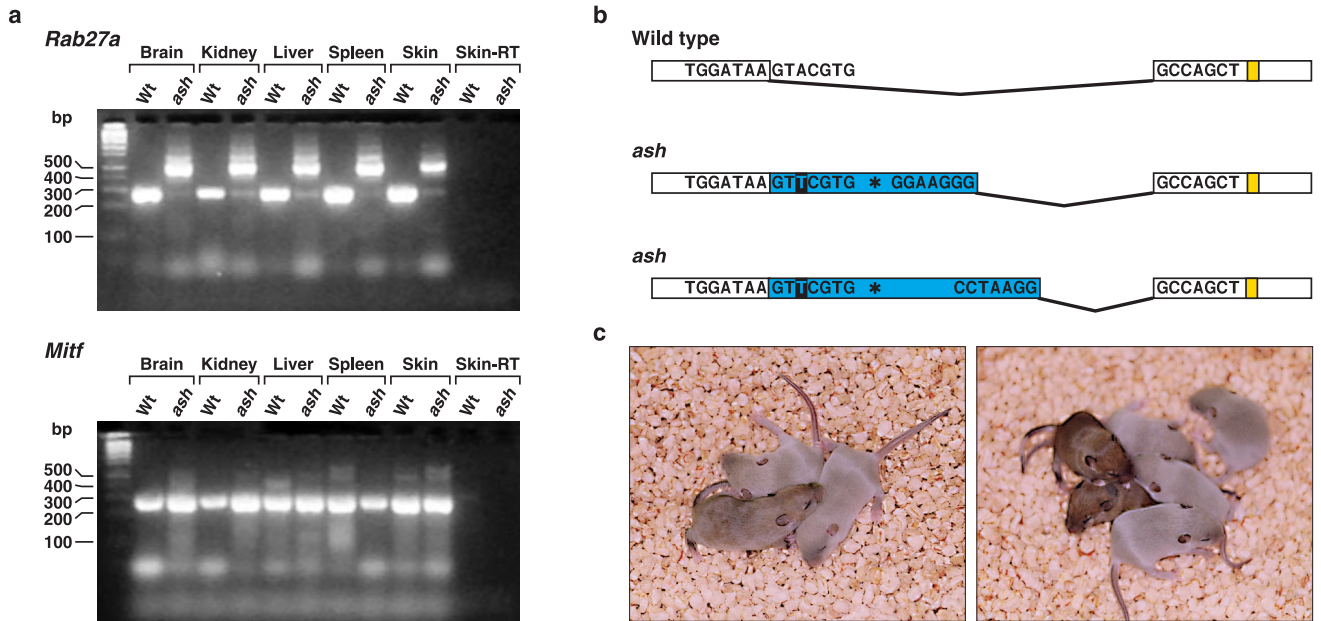 a
Rab27a
Brain Kidney Liver Spleen Skin Skin-RT
Wt ash Wt ash Wt ash Wt ash Wt ash Wt ash
bp
500
400
300
200
100
Mitf
Brain Kidney Liver Spleen Skin Skin-RT
Wt ash Wt ash Wt ash Wt ash Wt ash Wt ash
bp
500
400
300
200
100
b
Wild type
TGGATAA GTACGTG GCCAGCT
ash
TGGATAA GTTCGTG * GGAAGGG GCCAGCT
ash
TGGATAA GTTCGTG * CCTAAGG GCCAGCT
c